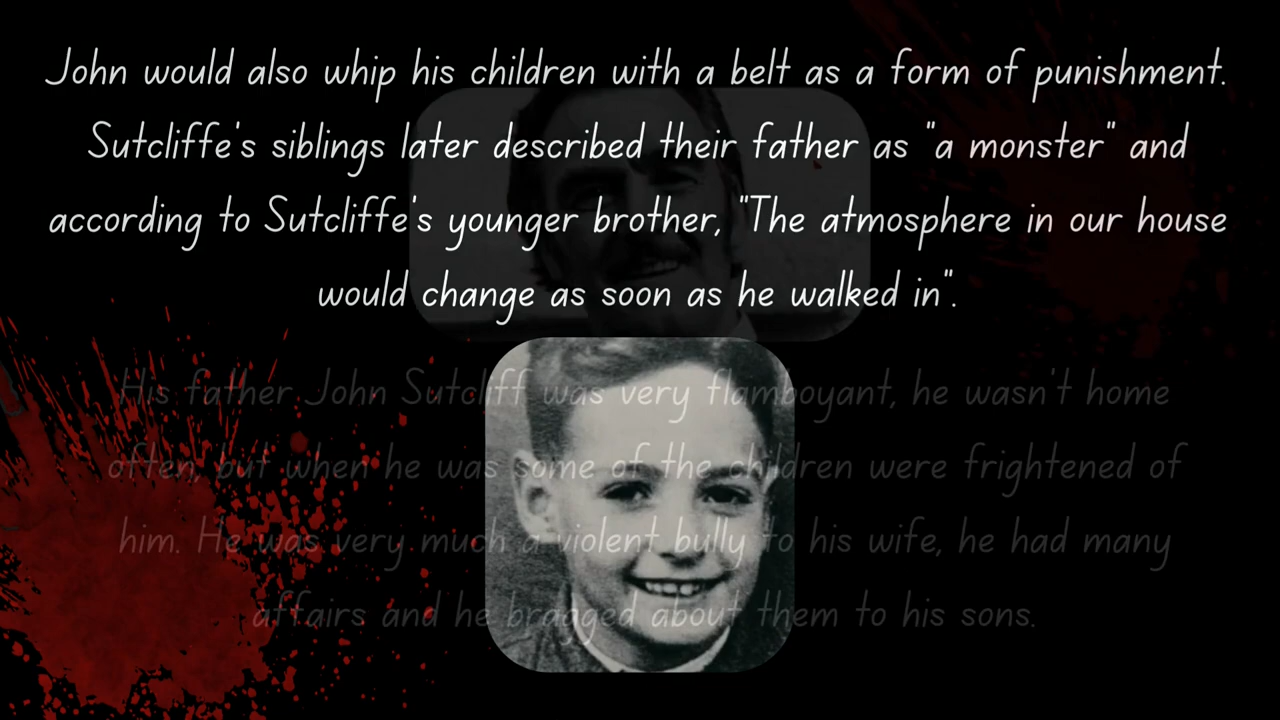 John would also whip his children with a belt as a form of punishment.
Sutcliffe's siblings later described their father as "a monster" and
according to Sutcliffe's younger brother, "The atmosphere in our house
would change as soon as he walked in".
His father John Sutcliff was very flamboyant, he wasn't home
often, but when he was some of the children were frightened of
him. He was very much a violent bully to his wife, he had many
affairs and he bragged about them to his sons.